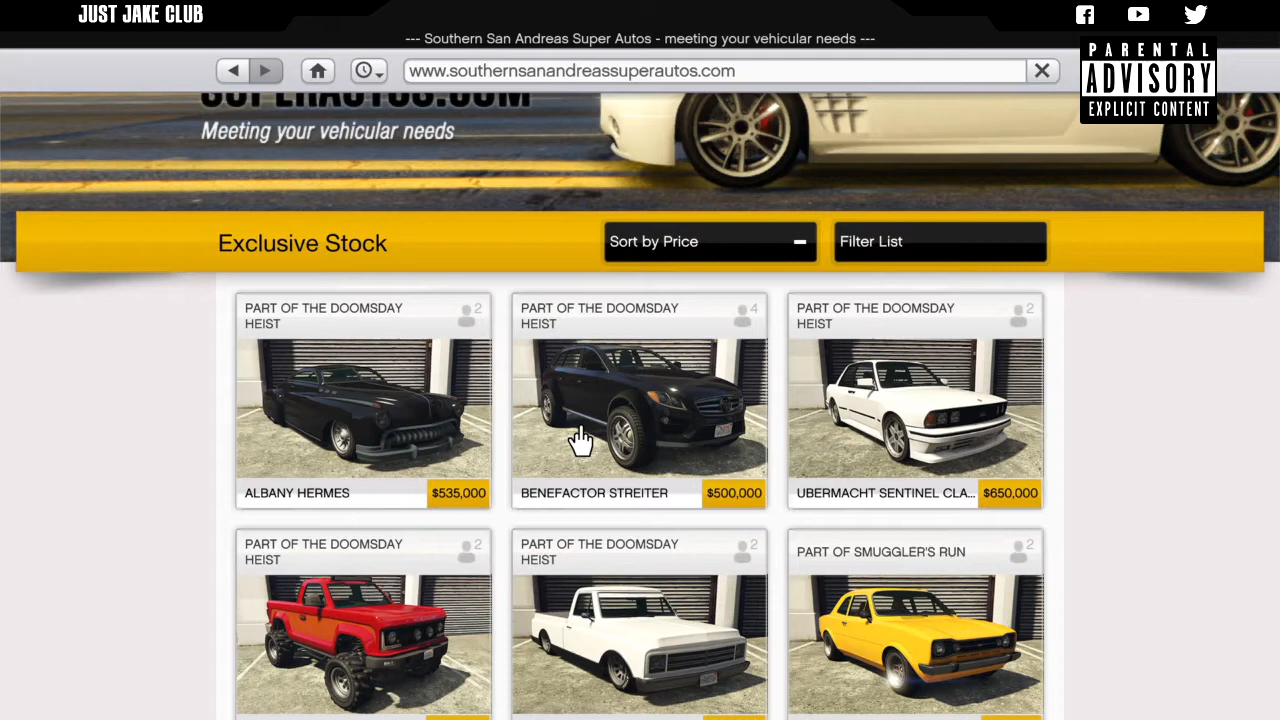 JUST JAKE CLUB
--- Southern San Andreas Super Autos - meeting your vehicular needs ---
www.southernsanandreassuperautos.com
PARENTAL
ADVISORY
EXPLICIT CONTENT
SUPERAUTOS.COM
Meeting your vehicular needs
Exclusive Stock
Sort by Price
Filter List
PART OF THE DOOMSDAY
HEIST
2
PART OF THE DOOMSDAY
HEIST
4
PART OF THE DOOMSDAY
HEIST
2
ALBANY HERMES
$535,000
BENEFACTOR STREITER
$500,000
UBERMACHT SENTINEL CLA...
$650,000
PART OF THE DOOMSDAY
HEIST
2
PART OF THE DOOMSDAY
HEIST
2
PART OF SMUGGLER'S RUN
2